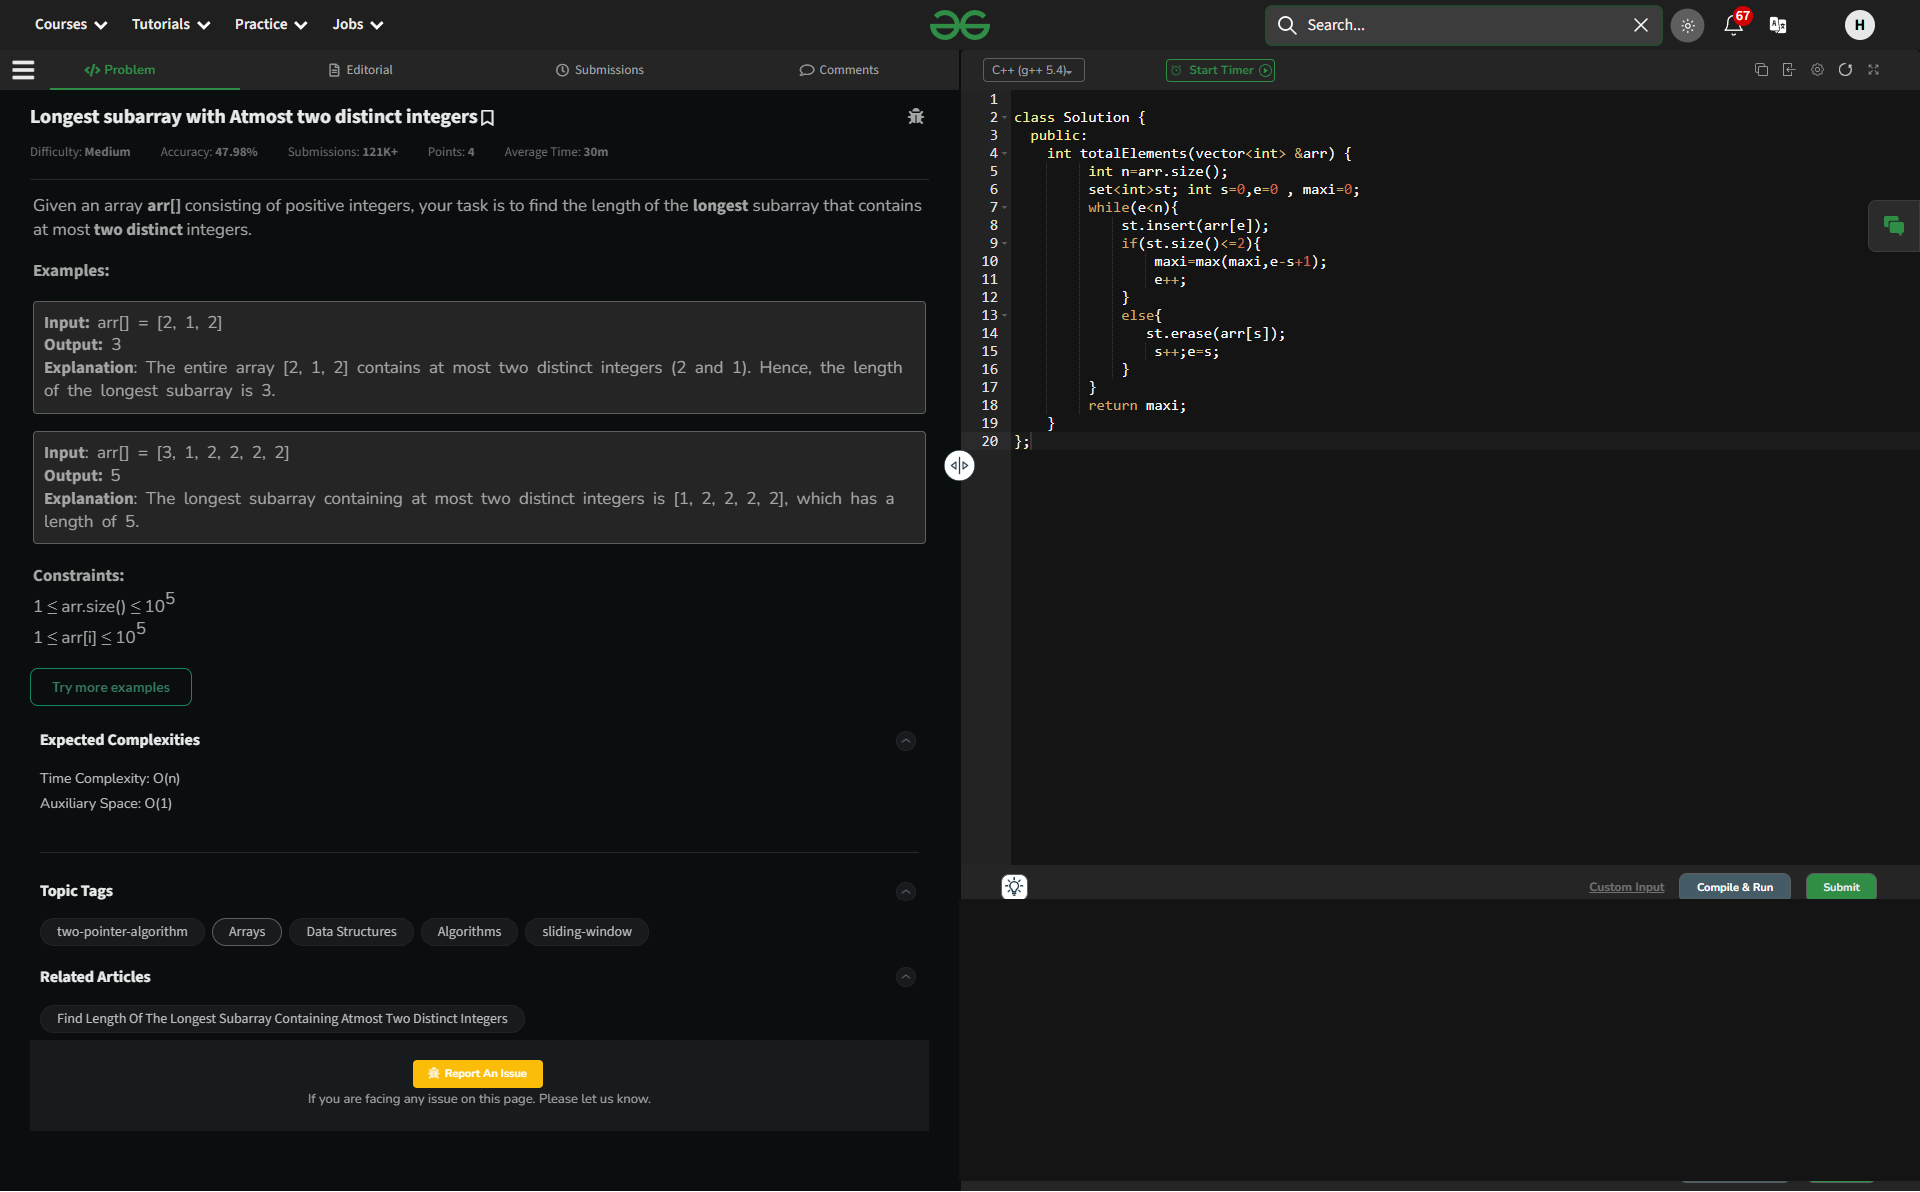 Courses Tutorials Practice Jobs Search... 67 H
Problem Editorial Submissions Comments
Longest subarray with Atmost two distinct integers
Difficulty: Medium Accuracy: 47.98% Submissions: 121K+ Points: 4 Average Time: 30m
Given an array arr[] consisting of positive integers, your task is to find the length of the longest subarray that contains
at most two distinct integers.
Examples:
Input: arr[] = [2, 1, 2]
Output: 3
Explanation: The entire array [2, 1, 2] contains at most two distinct integers (2 and 1). Hence, the length
of the longest subarray is 3.
Input: arr[] = [3, 1, 2, 2, 2, 2]
Output: 5
Explanation: The longest subarray containing at most two distinct integers is [1, 2, 2, 2, 2], which has a
length of 5.
Constraints:
1 ≤ arr.size() ≤ 10^5
1 ≤ arr[i] ≤ 10^5
Try more examples
Expected Complexities
Time Complexity: O(n)
Auxiliary Space: O(1)
Topic Tags
two-pointer-algorithm Arrays Data Structures Algorithms sliding-window
Related Articles
Find Length Of The Longest Subarray Containing Atmost Two Distinct Integers
Report An Issue
If you are facing any issue on this page. Please let us know.
C++ (g++ 5.4) Start Timer
1
2 class Solution {
3 public:
4 int totalElements(vector<int> &arr) {
5 int n=arr.size();
6 set<int>st; int s=0,e=0 , maxi=0;
7 while(e<n){
8 st.insert(arr[e]);
9 if(st.size()<=2){
10 maxi=max(maxi,e-s+1);
11 e++;
12 }
13 else{
14 st.erase(arr[s]);
15 s++;e=s;
16 }
17 }
18 return maxi;
19 }
20 };
Custom Input Compile & Run Submit